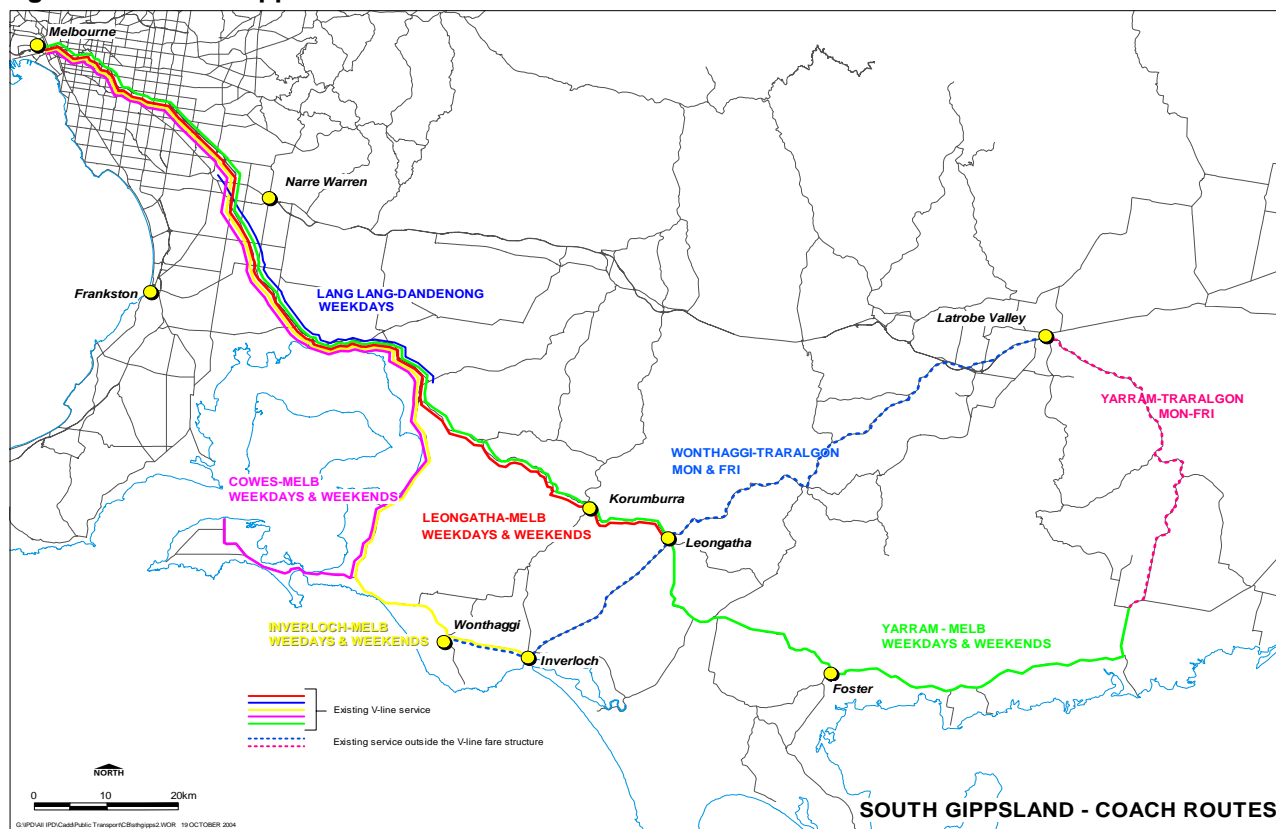 Melbourne
Narre Warren
Frankston
LANG LANG-DANDENONG
WEEKDAYS
Latrobe Valley
YARRAM-TRARALGON
MON-FRI
WONTHAGGI-TRARALGON
MON & FRI
COWES-MELB
WEEKDAYS & WEEKENDS
Korumburra
LEONGATHA-MELB
WEEKDAYS & WEEKENDS
Leongatha
INVERLOCH-MELB
WEEDAYS & WEEKENDS
Wonthaggi
YARRAM - MELB
WEEKDAYS & WEEKENDS
Inverloch
Foster
Existing V-line service
Existing service outside the V-line fare structure
NORTH
0 10 20km
SOUTH GIPPSLAND - COACH ROUTES
19 OCTOBER 2004